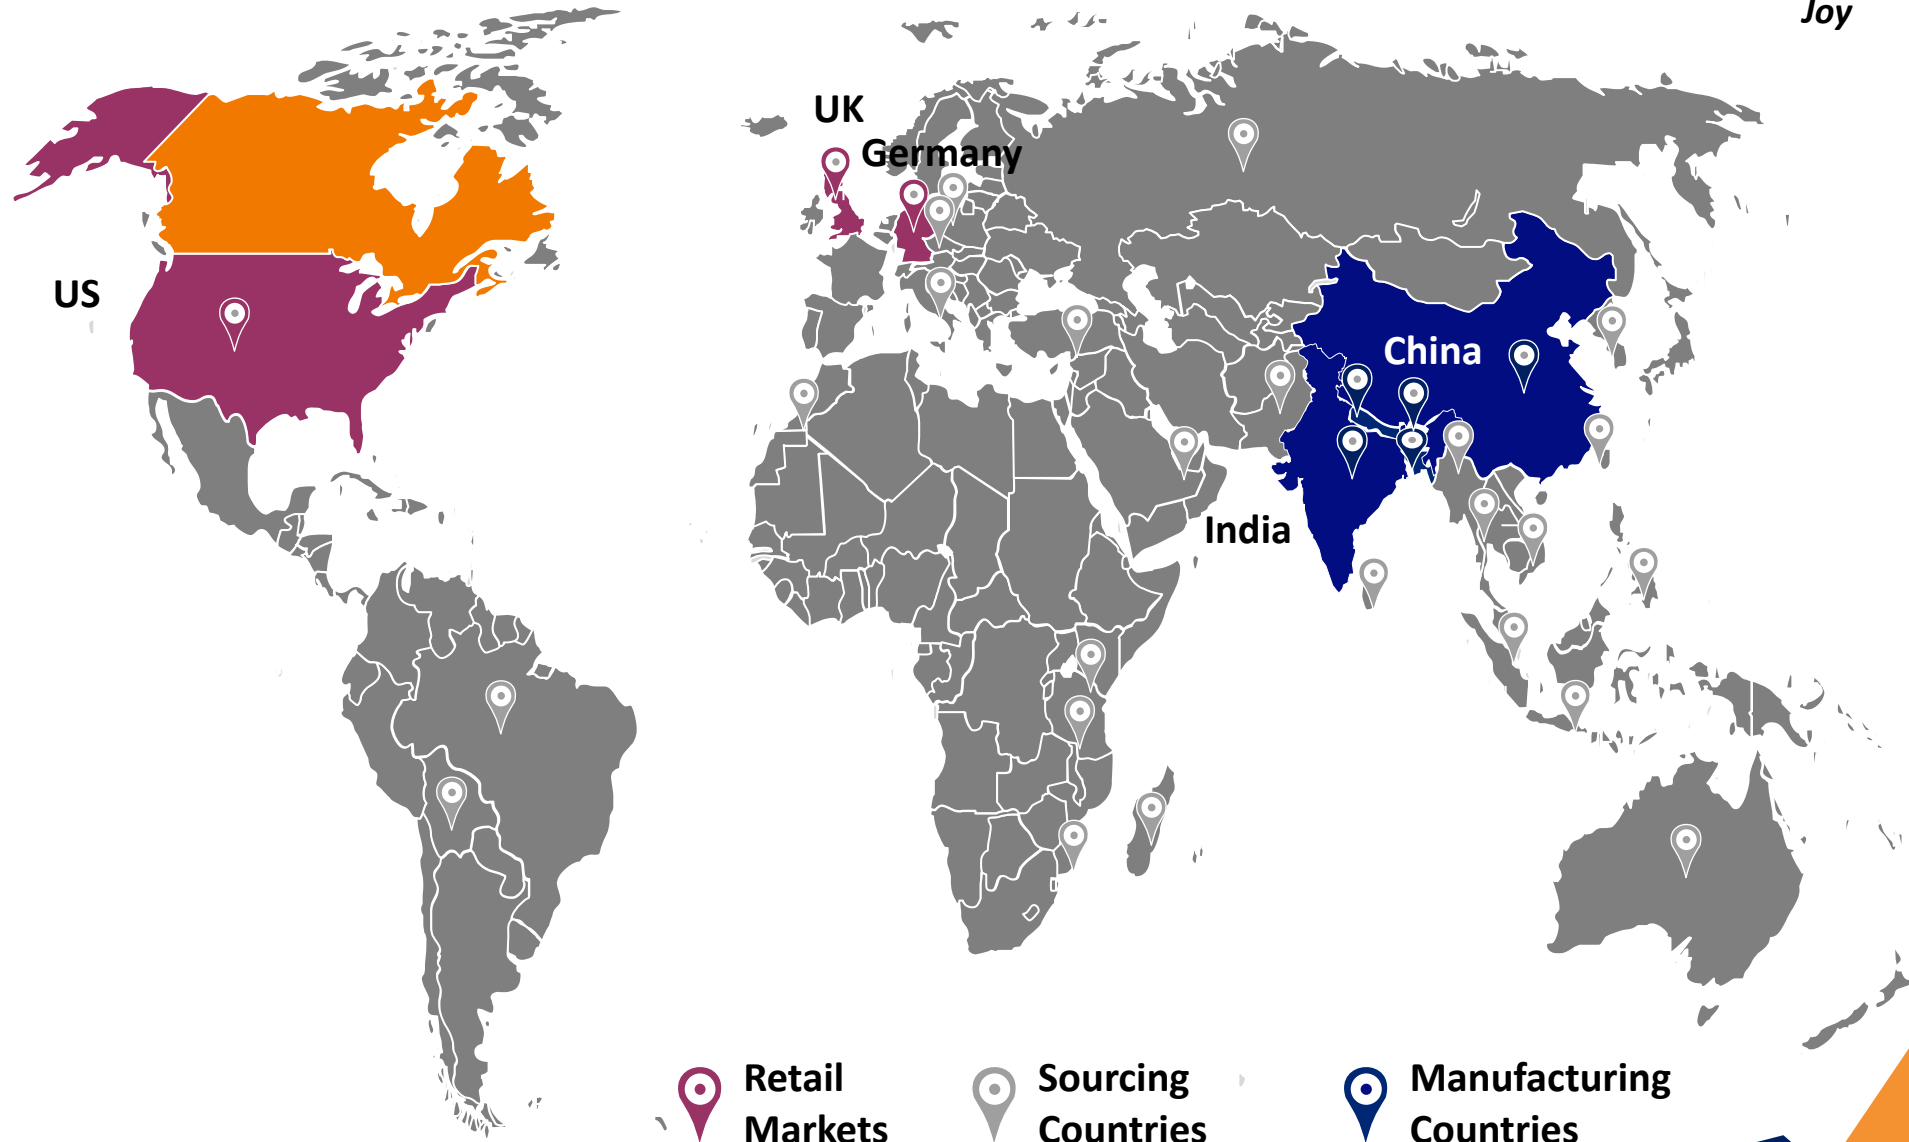 Joy
UK
Germany
US
China
India
Retail
Markets
Sourcing
Countries
Manufacturing
Countries